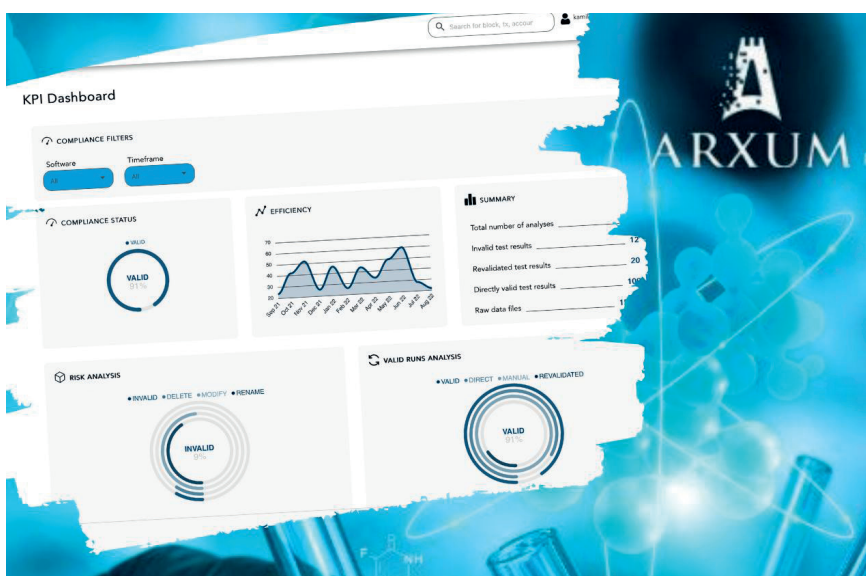 Search for block, tx, accour
kamil
KPI Dashboard
ARXUM
COMPLIANCE FILTERS
Software
Timeframe
All
All
COMPLIANCE STATUS
VALID
VALID
91%
EFFICIENCY
70
60
50
40
30
20
Sep 21
Oct 21
Nov 21
Dec 21
Jan 22
Feb 22
Mar 22
Apr 22
May 22
Jun 22
Jul 22
Aug 22
SUMMARY
Total number of analyses
Invalid test results 12
Revalidated test results 20
Directly valid test results 100
Raw data files
RISK ANALYSIS
INVALID DELETE MODIFY RENAME
INVALID
9%
VALID RUNS ANALYSIS
VALID DIRECT MANUAL REVALIDATED
VALID
91%
F
NH